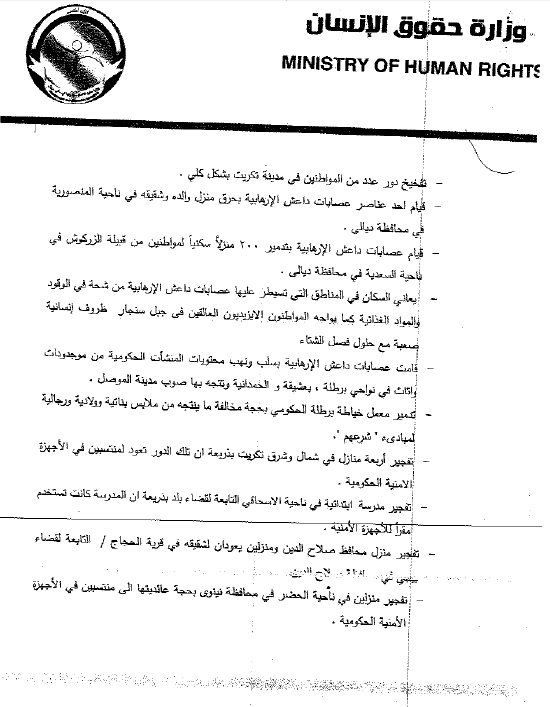 وزارة حقوق الإنسان
MINISTRY OF HUMAN RIGHTS
- تفخيخ دور عدد من المواطنين في مدينة تكريت بشكل كلي .
- قيام احد عناصر عصابات داعش الإرهابية بحرق منزل والده وشقيقه في ناحية المنصورية
في محافظة ديالى .
- قيام عصابات داعش الإرهابية بتدمير ٢٠٠ منزلاً سكنياً لمواطنين من قبيلة الزركوش في
ناحية السعدية في محافظة ديالى .
- يعاني السكان في المناطق التي تسيطر عليها عصابات داعش الإرهابية من شحة في الوقود
والمواد الغذائية كما يواجه المواطنون الايزيديون العالقين في جبل سنجار ظروف إنسانية
صعبة مع حلول فصل الشتاء
- قامت عصابات داعش الإرهابية بسلب ونهب محتويات المنشآت الحكومية من موجودات
واثاث في نواحي برطلة ، بعشيقة و الحمدانية ونتجه بها صوب مدينة الموصل .
- تدمير معمل خياطة برطلة الحكومي بحجة مخالفة ما ينتجه من ملابس بناتية وولادية ورجالية
لمبادىء " شرعهم ".
- تفجير أربعة منازل في شمال وشرق تكريت بذريعة ان تلك الدور تعود لمنتسبين في الأجهزة
الامنية الحكومية .
- تفجير مدرسة ابتدائية في ناحية الاسحاقي التابعة لقضاء بلد بذريعة ان المدرسة كانت تستخدم
مقراً للأجهزة الأمنية .
- تفجير منزل محافظ صلاح الدين ومنزلين يعودان لشقيقه في قرية الحجاج / التابعة لقضاء
صلاح الدين
- تفجير منزلين في ناحية الحضر في محافظة نينوى بحجة عائديتها الى منتسبين في الأجهزة
الأمنية الحكومية .